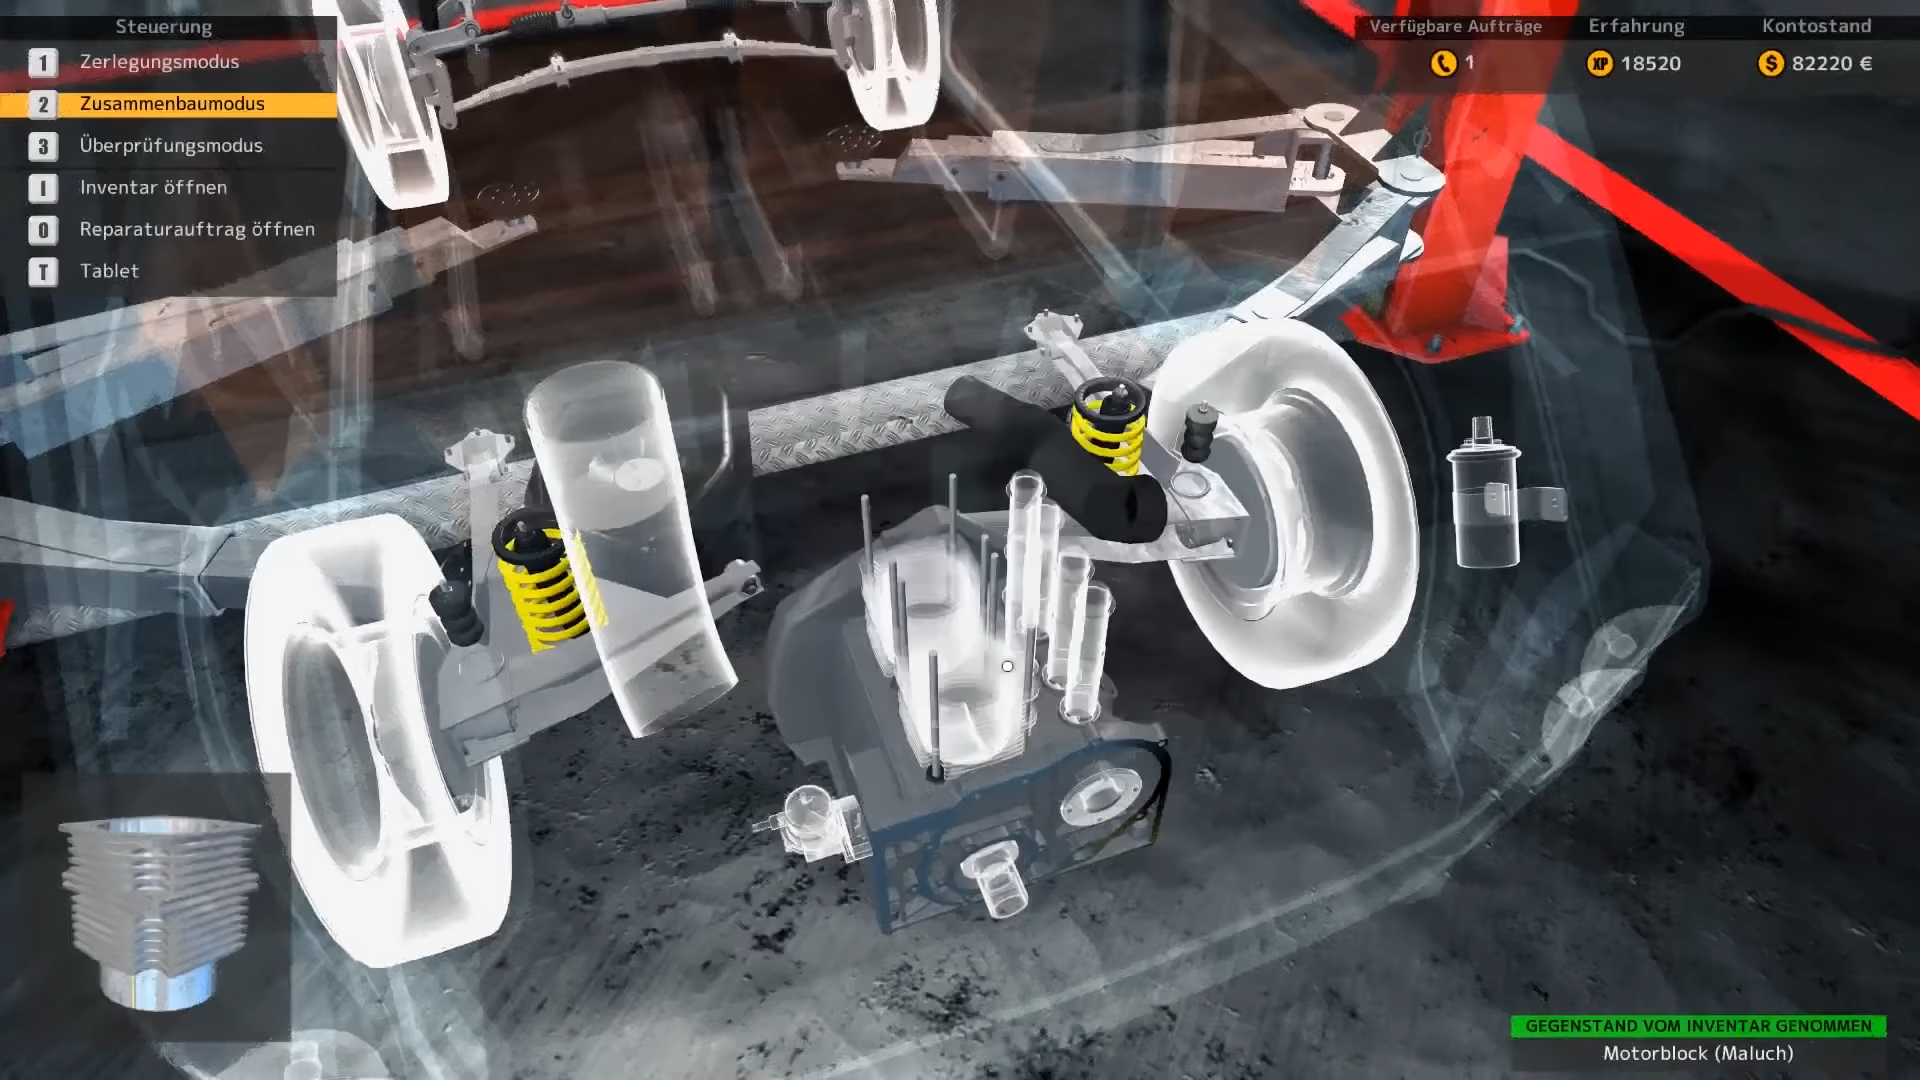 Steuerung
1 Zerlegungsmodus
2 Zusammenbaumodus
3 Überprüfungsmodus
I Inventar öffnen
O Reparaturauftrag öffnen
T Tablet
Verfügbare Aufträge
1
Erfahrung
XP 18520
Kontostand
$ 82220 €
GEGENSTAND VOM INVENTAR GENOMMEN
Motorblock (Maluch)